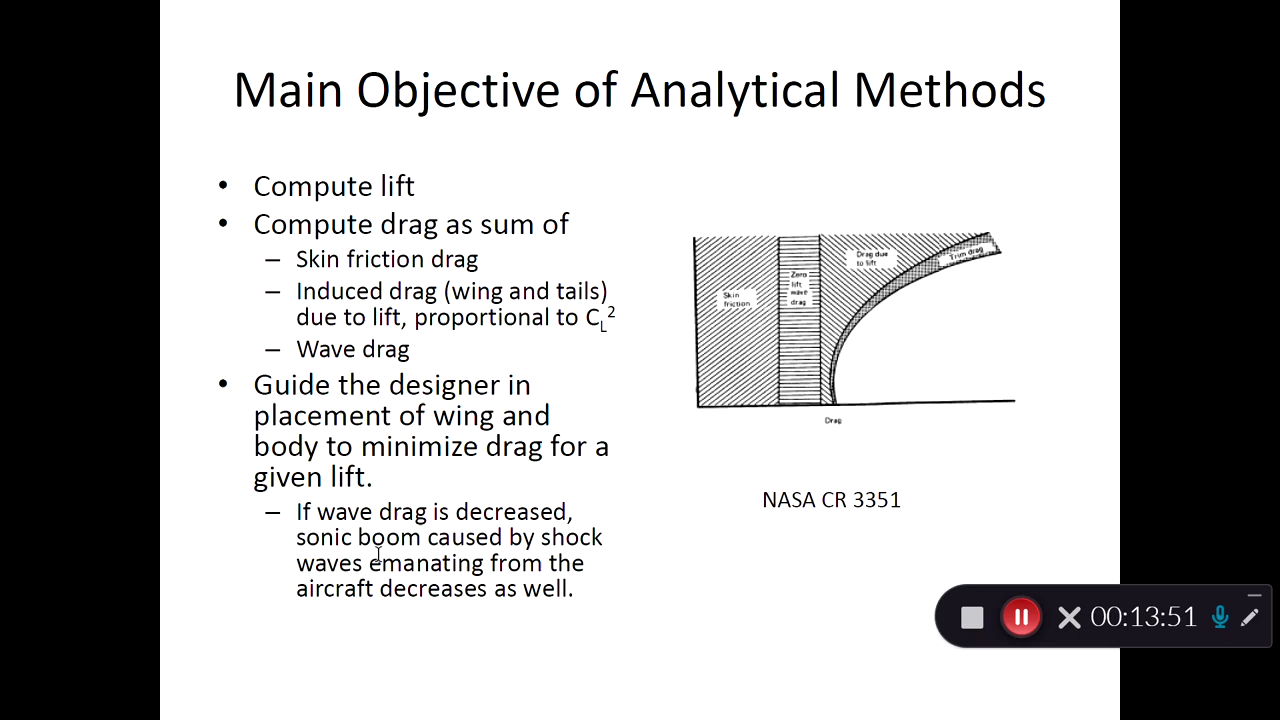 Main Objective of Analytical Methods
• Compute lift
• Compute drag as sum of
– Skin friction drag
– Induced drag (wing and tails)
due to lift, proportional to CL2
– Wave drag
• Guide the designer in
placement of wing and
body to minimize drag for a
given lift.
– If wave drag is decreased,
sonic boom caused by shock
waves emanating from the
aircraft decreases as well.
Skin
friction
Zero
lift
wave
drag
Drag due
to lift
Trim drag
Drag
NASA CR 3351
00:13:51